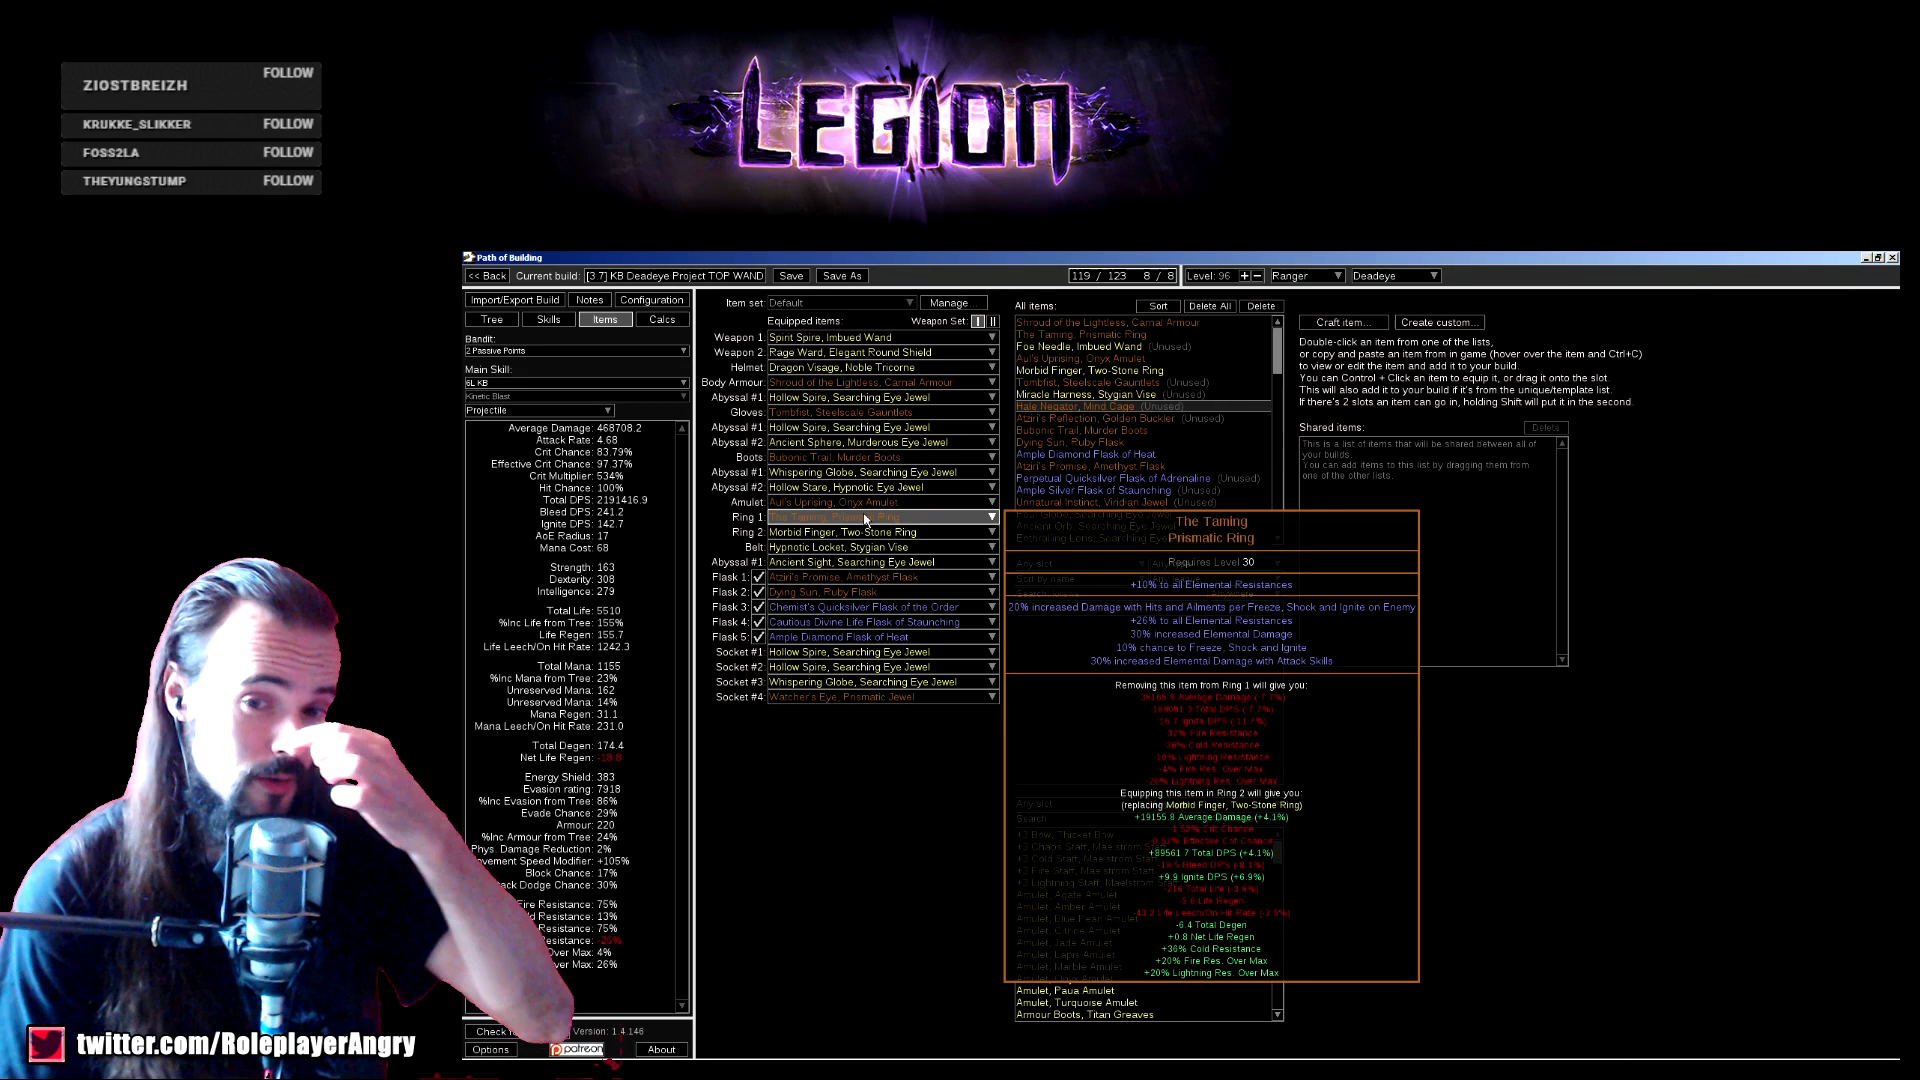 LEGION
ZIOSTBREIZH FOLLOW
KRUKKE_SLIKKER FOLLOW
FOSS2LA FOLLOW
THEYUNGSTUMP FOLLOW
Path of Building
<< Back Current build: [3.7] KB Deadeye Project TOP WAND Save Save As 119 / 123 8 / 8 Level: 96 + - Ranger Deadeye
Import/Export Build Notes Configuration
Tree Skills Items Calcs
Bandit:
2 Passive Points
Main Skill:
6L KB
Kinetic Blast
Projectile
Average Damage: 468708.2
Attack Rate: 4.68
Crit Chance: 83.79%
Effective Crit Chance: 97.37%
Crit Multiplier: 534%
Hit Chance: 100%
Total DPS: 2191416.9
Bleed DPS: 241.2
Ignite DPS: 142.7
AoE Radius: 17
Mana Cost: 68
Strength: 163
Dexterity: 308
Intelligence: 279
Total Life: 5510
%Inc Life from Tree: 155%
Life Regen: 155.7
Life Leech/On Hit Rate: 1242.3
Total Mana: 1155
%Inc Mana from Tree: 23%
Unreserved Mana: 162
Unreserved Mana: 14%
Mana Regen: 31.1
Mana Leech/On Hit Rate: 231.0
Total Degen: 174.4
Net Life Regen: -18.8
Energy Shield: 383
Evasion rating: 7918
%Inc Evasion from Tree: 86%
Evade Chance: 29%
Armour: 220
%Inc Armour from Tree: 24%
Phys. Damage Reduction: 2%
vement Speed Modifier: +105%
Block Chance: 17%
ck Dodge Chance: 30%
ire Resistance: 75%
ld Resistance: 13%
esistance: 75%
esistance:
Over Max: 4%
ver Max: 26%
Check Version: 1.4.146
Options patreon About
Item set: Default Manage...
Equipped items: Weapon Set: I II
Weapon 1: Spirit Spire, Imbued Wand
Weapon 2: Rage Ward, Elegant Round Shield
Helmet: Dragon Visage, Noble Tricorne
Body Armour: Shroud of the Lightless, Carnal Armour
Abyssal #1: Hollow Spire, Searching Eye Jewel
Gloves: Tombfist, Steelscale Gauntlets
Abyssal #1: Hollow Spire, Searching Eye Jewel
Abyssal #2: Ancient Sphere, Murderous Eye Jewel
Boots: Bubonic Trail, Murder Boots
Abyssal #1: Whispering Globe, Searching Eye Jewel
Abyssal #2: Hollow Stare, Hypnotic Eye Jewel
Amulet: Aul's Uprising, Onyx Amulet
Ring 1: The Taming, Prismatic Ring
Ring 2: Morbid Finger, Two-Stone Ring
Belt: Hypnotic Locket, Stygian Vise
Abyssal #1: Ancient Sight, Searching Eye Jewel
Flask 1: Atziri's Promise, Amethyst Flask
Flask 2: Dying Sun, Ruby Flask
Flask 3: Chemist's Quicksilver Flask of the Order
Flask 4: Cautious Divine Life Flask of Staunching
Flask 5: Ample Diamond Flask of Heat
Socket #1: Hollow Spire, Searching Eye Jewel
Socket #2: Hollow Spire, Searching Eye Jewel
Socket #3: Whispering Globe, Searching Eye Jewel
Socket #4: Watcher's Eye, Prismatic Jewel
All items: Sort Delete All Delete
Shroud of the Lightless, Carnal Armour
The Taming, Prismatic Ring
Foe Needle, Imbued Wand (Unused)
Aul's Uprising, Onyx Amulet
Morbid Finger, Two-Stone Ring
Tombfist, Steelscale Gauntlets (Unused)
Miracle Harness, Stygian Vise (Unused)
Hale Negator, Mind Cage (Unused)
Atziri's Reflection, Golden Buckler (Unused)
Bubonic Trail, Murder Boots
Dying Sun, Ruby Flask
Ample Diamond Flask of Heat
Atziri's Promise, Amethyst Flask
Perpetual Quicksilver Flask of Adrenaline (Unused)
Ample Silver Flask of Staunching (Unused)
Unnatural Instinct, Viridian Jewel (Unused)
The Taming
Prismatic Ring
Requires Level 30
+10% to all Elemental Resistances
20% increased Damage with Hits and Ailments per Freeze, Shock and Ignite on Enemy
+26% to all Elemental Resistances
30% increased Elemental Damage
10% chance to Freeze, Shock and Ignite
30% increased Elemental Damage with Attack Skills
Removing this item from Ring 1 will give you:
Equipping this item in Ring 2 will give you:
(replacing Morbid Finger, Two-Stone Ring)
+19155.8 Average Damage (+4.1%)
+89561.7 Total DPS (+4.1%)
+9.9 Ignite DPS (+6.9%)
-6.4 Total Degen
+0.8 Net Life Regen
+36% Cold Resistance
+20% Fire Res. Over Max
+20% Lightning Res. Over Max
Amulet, Paua Amulet
Amulet, Turquoise Amulet
Armour Boots, Titan Greaves
Craft item... Create custom...
Double-click an item from one of the lists,
or copy and paste an item from in game (hover over the item and Ctrl+C)
to view or edit the item and add it to your build.
You can Control + Click an item to equip it, or drag it onto the slot.
This will also add it to your build if it's from the unique/template list.
If there's 2 slots an item can go in, holding Shift will put it in the second.
Shared items: Delete
This is a list of items that will be shared between all of
your builds.
You can add items to this list by dragging them from
one of the other lists.
twitter.com/RoleplayerAngry